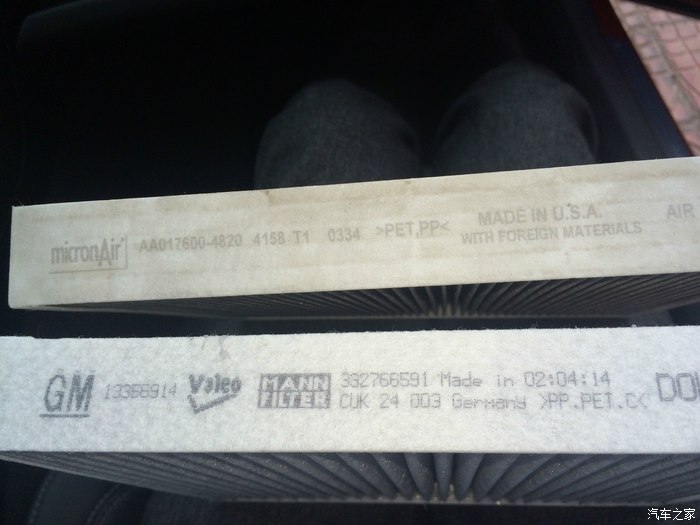 micronAir AA017600-4820 4158 T1 0334 >PET,PP< MADE IN U.S.A. AIR
WITH FOREIGN MATERIALS
GM 13356914 Valeo MANN FILTER 332766591 Made in 02:04:14 DO
CUK 24 003 Germany >PP.PET.C<
汽车之家